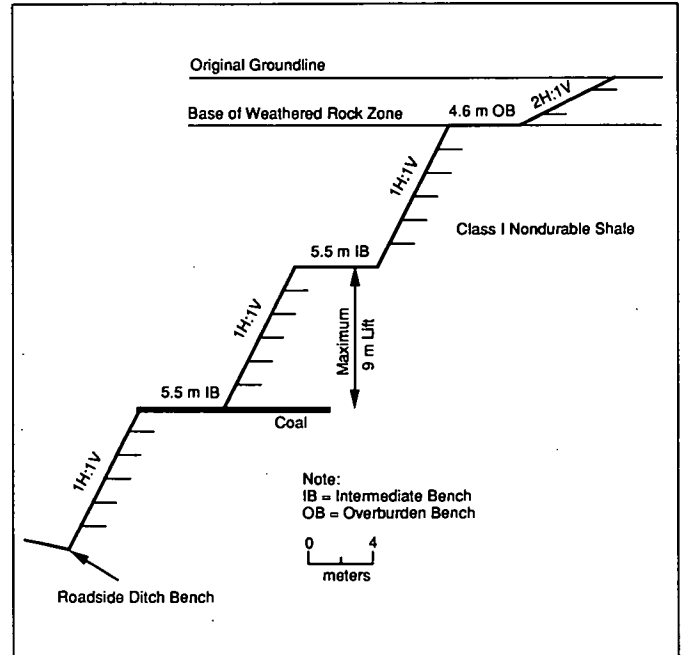 Original Groundline
2H:1V
4.6 m OB
Base of Weathered Rock Zone
1H:1V
Class I Nondurable Shale
5.5 m IB
1H:1V
Maximum
9 m Lift
5.5 m IB
Coal
1H:1V
Note:
IB = Intermediate Bench
OB = Overburden Bench
0 4
meters
Roadside Ditch Bench